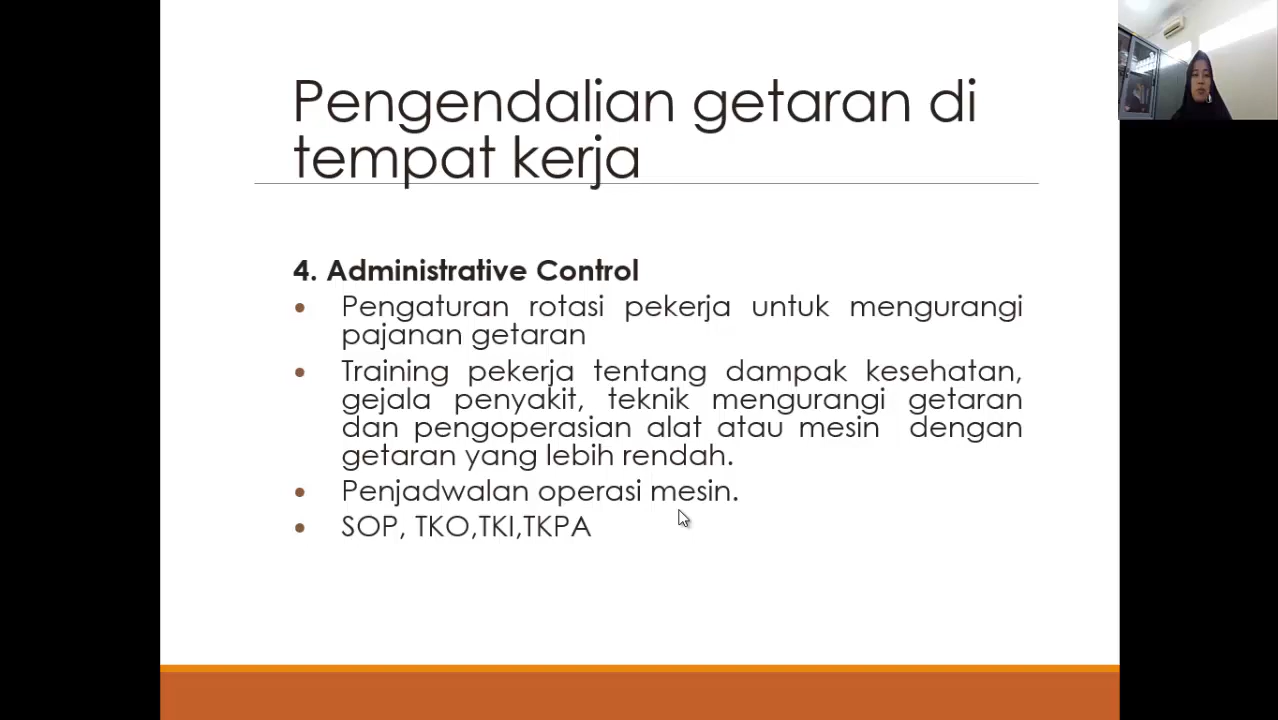 Pengendalian getaran di
tempat kerja
4. Administrative Control
• Pengaturan rotasi pekerja untuk mengurangi
pajanan getaran
• Training pekerja tentang dampak kesehatan,
gejala penyakit, teknik mengurangi getaran
dan pengoperasian alat atau mesin dengan
getaran yang lebih rendah.
• Penjadwalan operasi mesin.
• SOP, TKO,TKI,TKPA